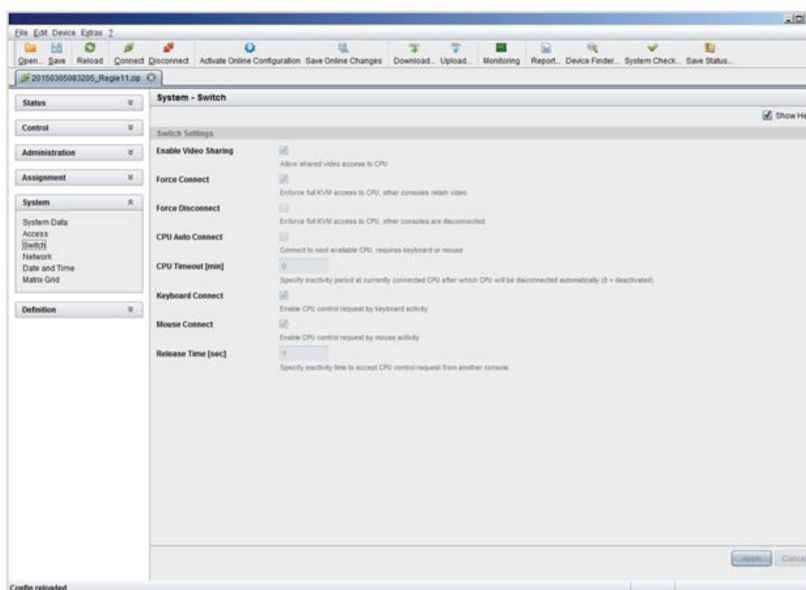 File Edit Device Extras ?
Open... Save Reload Connect Disconnect Activate Online Configuration Save Online Changes Download... Upload... Monitoring Report... Device Finder... System Check... Save Status...
20150305083205_Regie11.zip
Status
Control
Administration
Assignment
System
System Data
Access
Switch
Network
Date and Time
Matrix Grid
Definition
System - Switch
Show He
Switch Settings
Enable Video Sharing
Allow shared video access to CPU
Force Connect
Enforce full KVM access to CPU, other consoles retain video
Force Disconnect
Enforce full KVM access to CPU, other consoles are disconnected
CPU Auto Connect
Connect to next available CPU, requires keyboard or mouse
CPU Timeout [min] 0
Specify inactivity period at currently connected CPU after which CPU will be disconnected automatically (0 = deactivated)
Keyboard Connect
Enable CPU control request by keyboard activity
Mouse Connect
Enable CPU control request by mouse activity
Release Time [sec] 1
Specify inactivity time to accept CPU control request from another console
Apply Cancel
Config reloaded